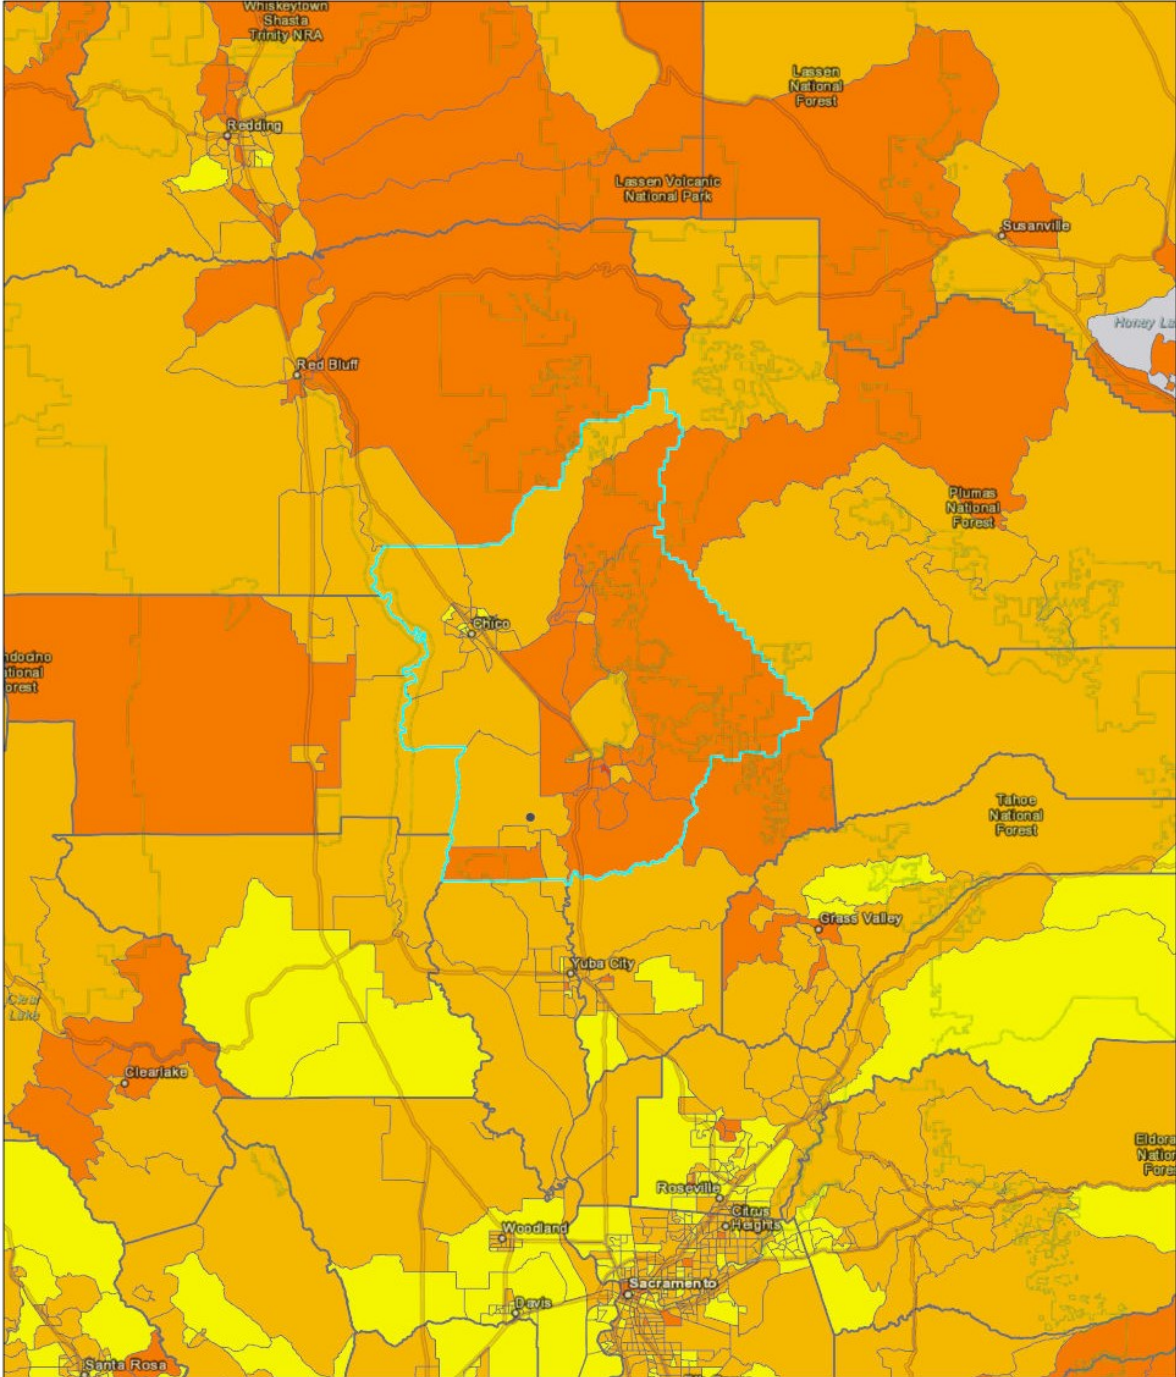 Whiskeytown
Shasta
Trinity NRA
Lassen
National
Forest
Redding
Lassen Volcanic
National Park
Susanville
Honey La
Red Bluff
Plumas
National
Forest
Chico
ndocino
ational
orest
Tahoe
National
Forest
Grass Valley
Yuba City
Clear
Lake
Clearlake
Eldora
Nation
Fores
Roseville
Citrus
Heights
Woodland
Sacramento
Davis
Santa Rosa